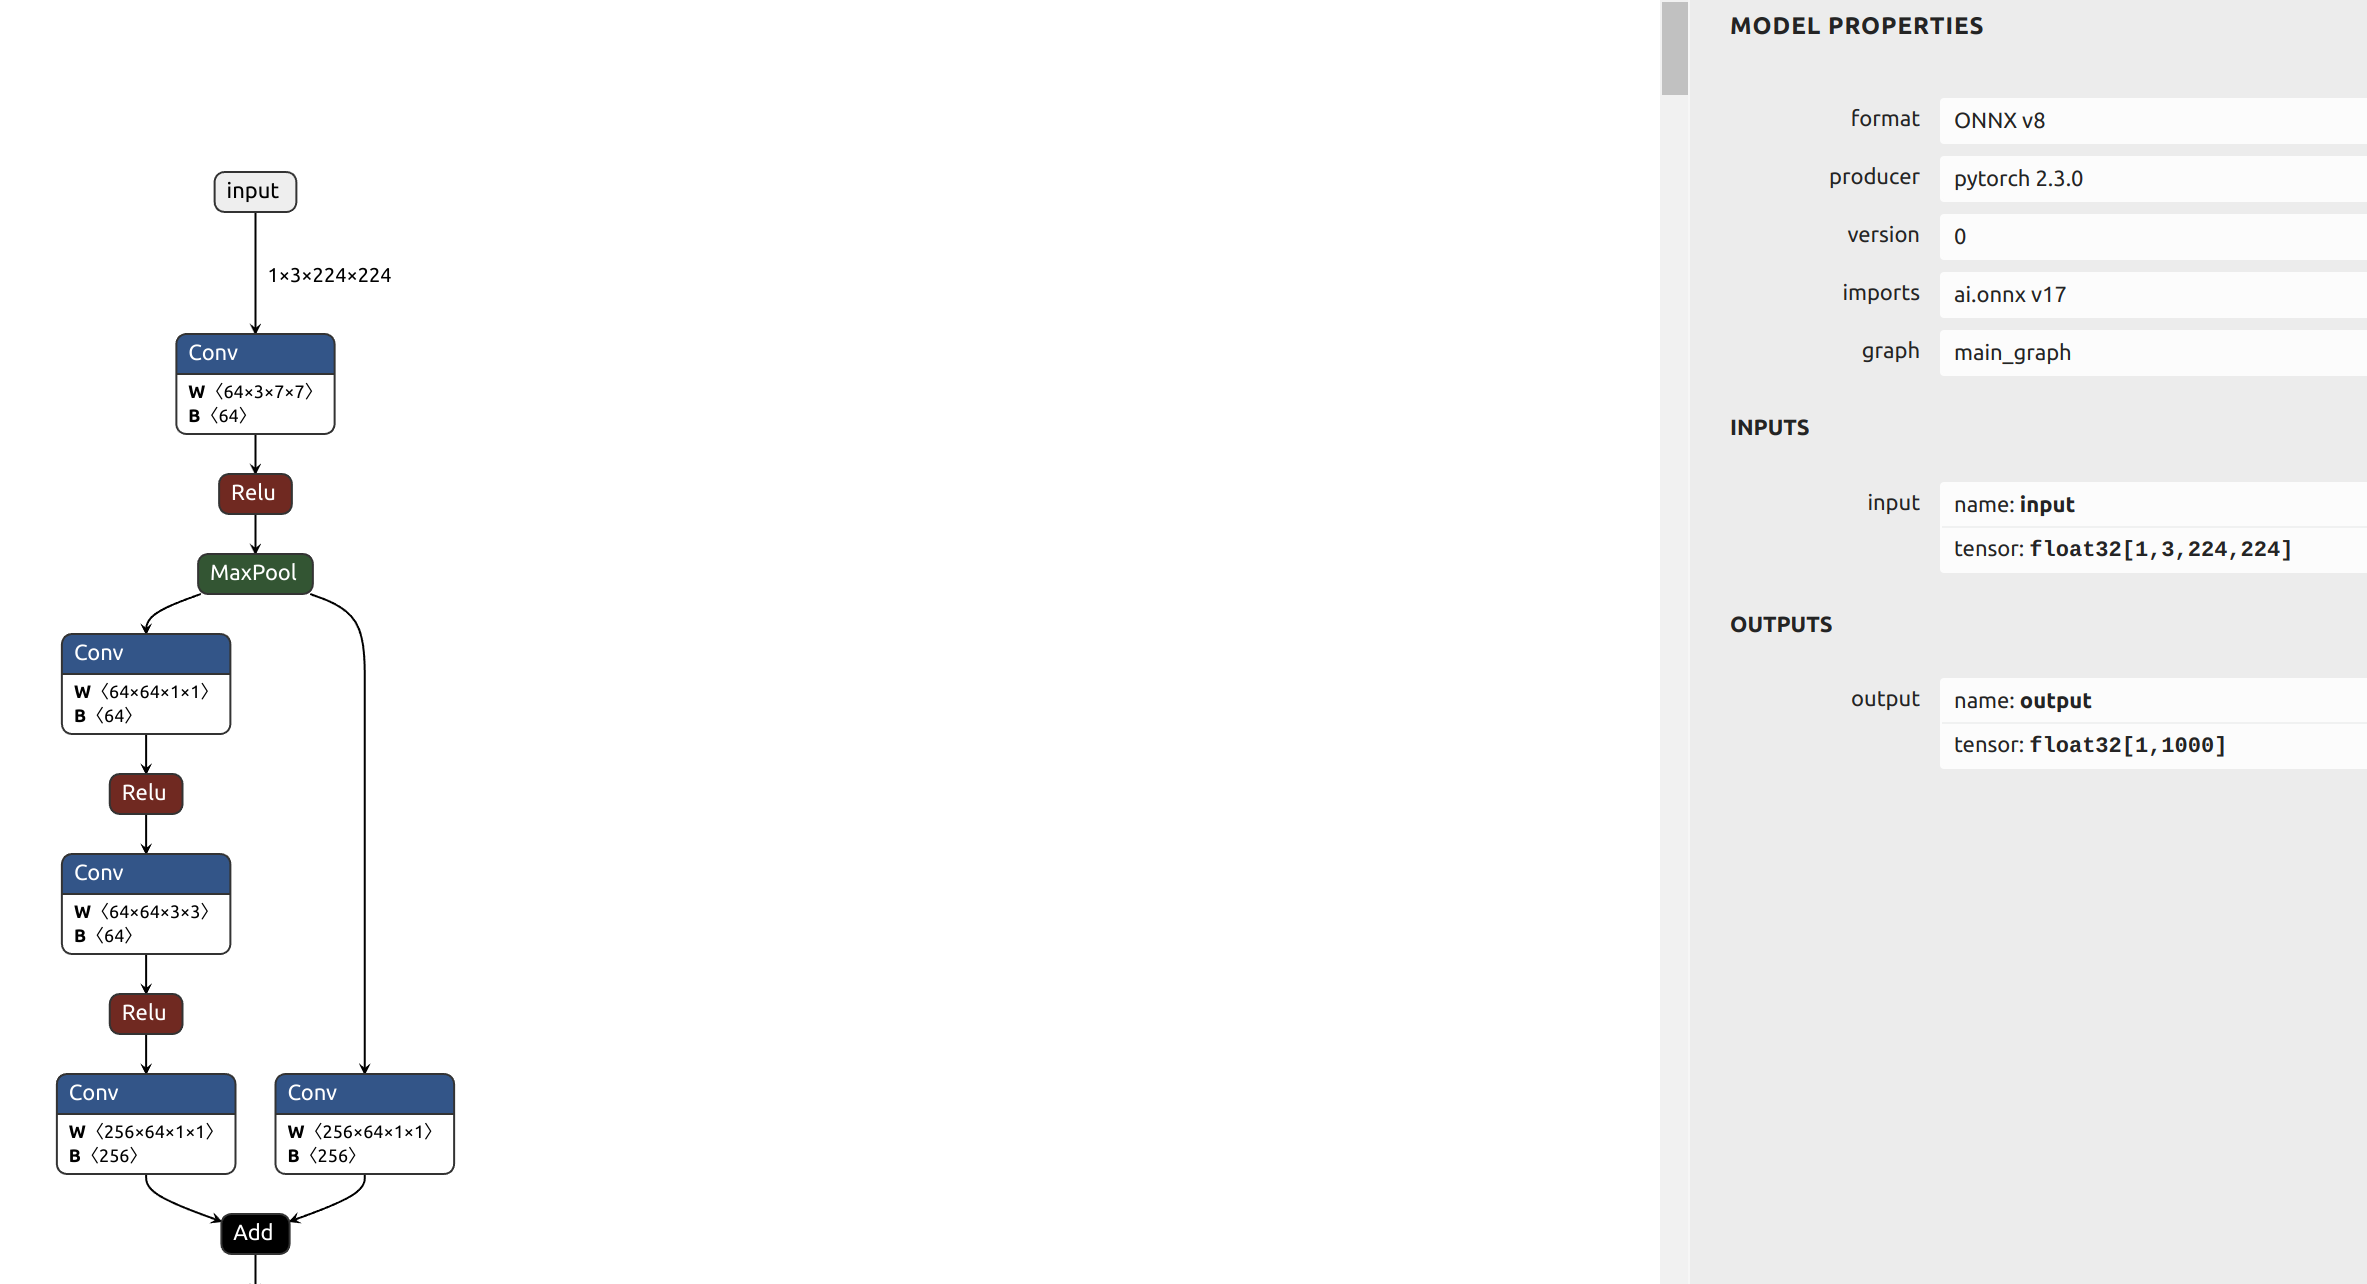 input
1×3×224×224
Conv
W 〈64×3×7×7〉
B 〈64〉
Relu
MaxPool
Conv
W 〈64×64×1×1〉
B 〈64〉
Relu
Conv
W 〈64×64×3×3〉
B 〈64〉
Relu
Conv
W 〈256×64×1×1〉
B 〈256〉
Conv
W 〈256×64×1×1〉
B 〈256〉
Add
MODEL PROPERTIES
format ONNX v8
producer pytorch 2.3.0
version 0
imports ai.onnx v17
graph main_graph
INPUTS
input name: input
tensor: float32[1,3,224,224]
OUTPUTS
output name: output
tensor: float32[1,1000]